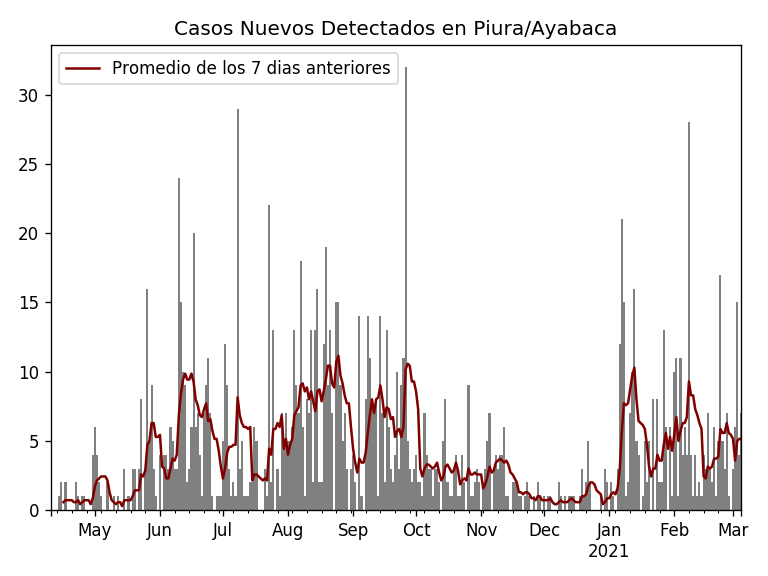 Casos Nuevos Detectados en Piura/Ayabaca
Promedio de los 7 dias anteriores
30
25
20
15
10
5
0
May Jun Jul Aug Sep Oct Nov Dec Jan Feb Mar
2021